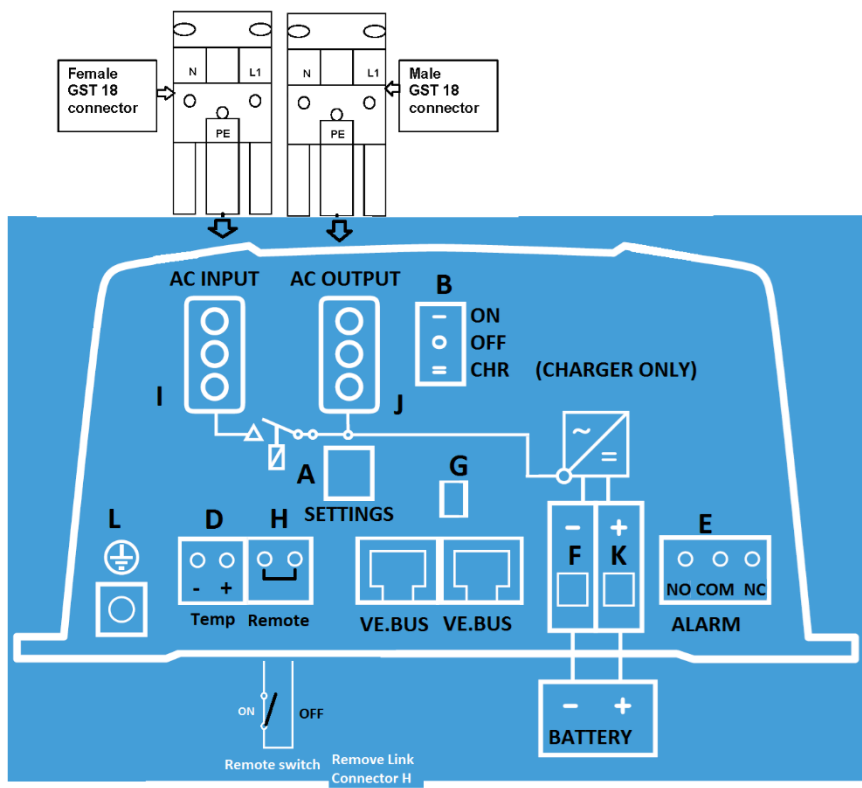 Female
GST 18
connector
N
L1
PE
N
L1
PE
Male
GST 18
connector
AC INPUT
AC OUTPUT
B
ON
OFF
CHR
(CHARGER ONLY)
I
J
~
=
A
SETTINGS
G
L
D
H
- +
Temp
Remote
VE.BUS
VE.BUS
- +
F
K
E
NO COM NC
ALARM
ON
OFF
Remote switch
Remove Link
Connector H
- +
BATTERY